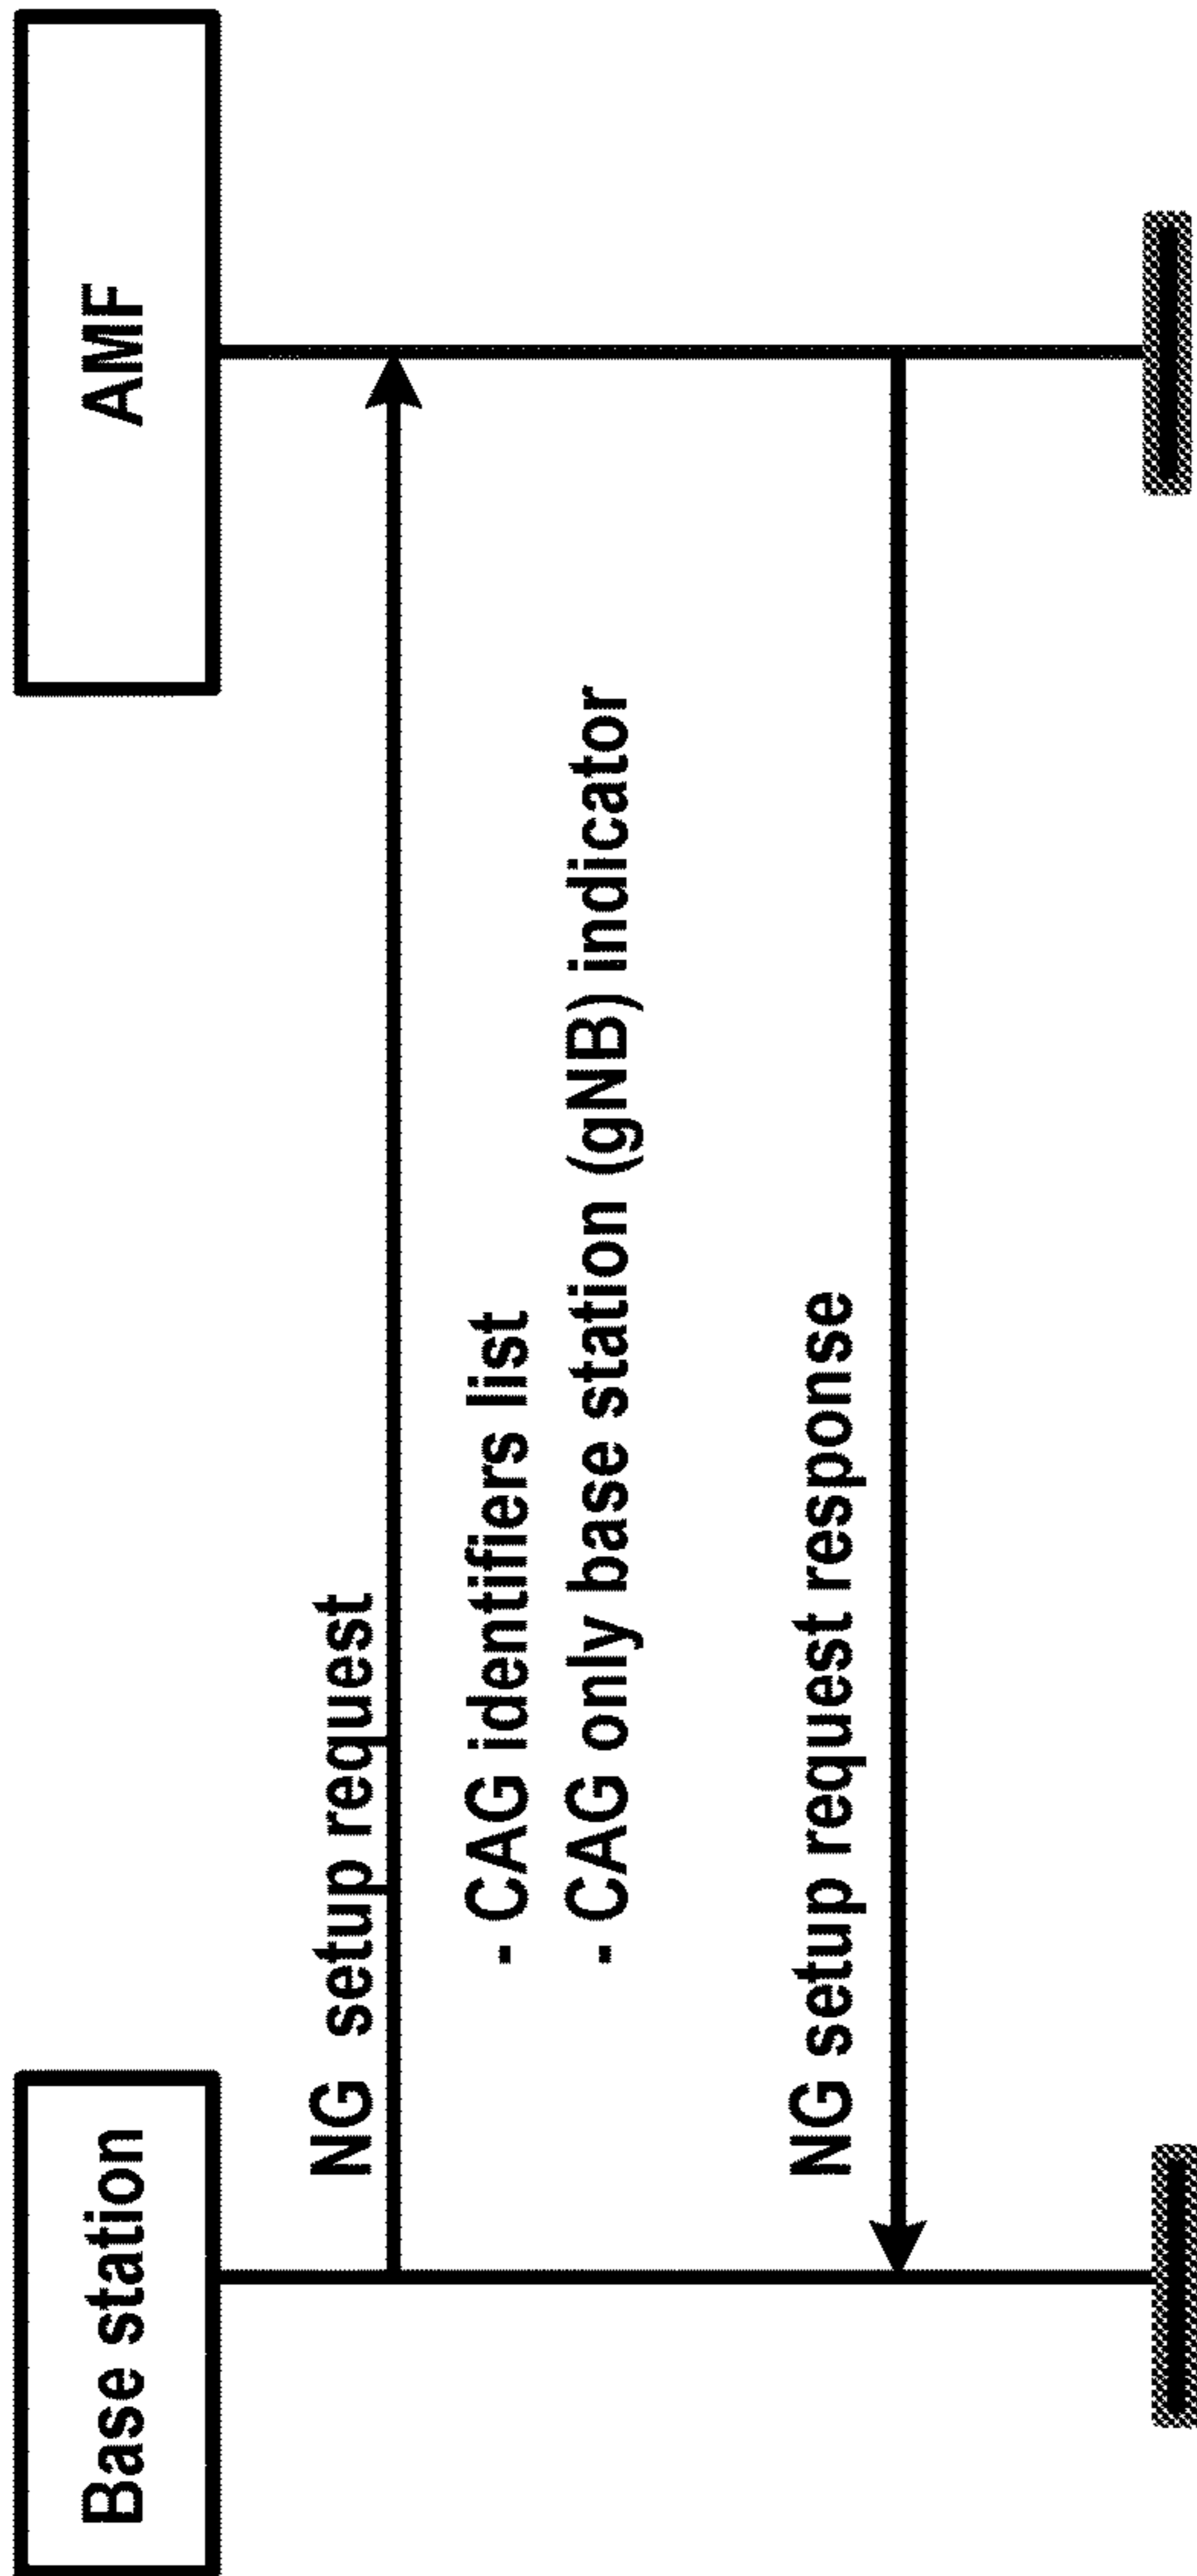 Base station
AMF
NG setup request
- CAG identifiers list
- CAG only base station (gNB) indicator
NG setup request response